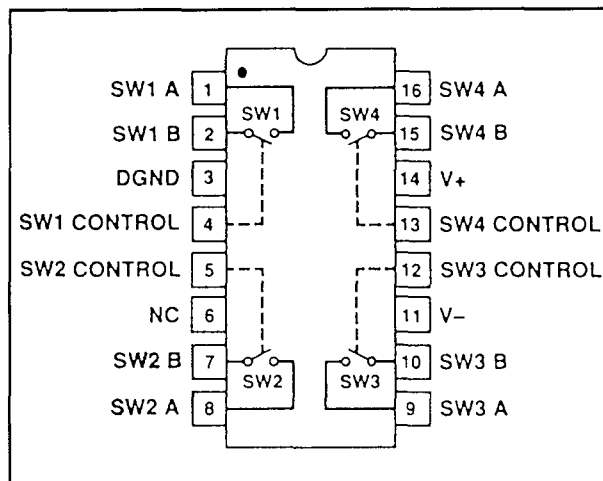 SW1 A 1 16 SW4 A
SW1 SW4
SW1 B 2 15 SW4 B
DGND 3 14 V+
SW1 CONTROL 4 13 SW4 CONTROL
SW2 CONTROL 5 12 SW3 CONTROL
NC 6 11 V–
SW2 B 7 10 SW3 B
SW2 SW3
SW2 A 8 9 SW3 A